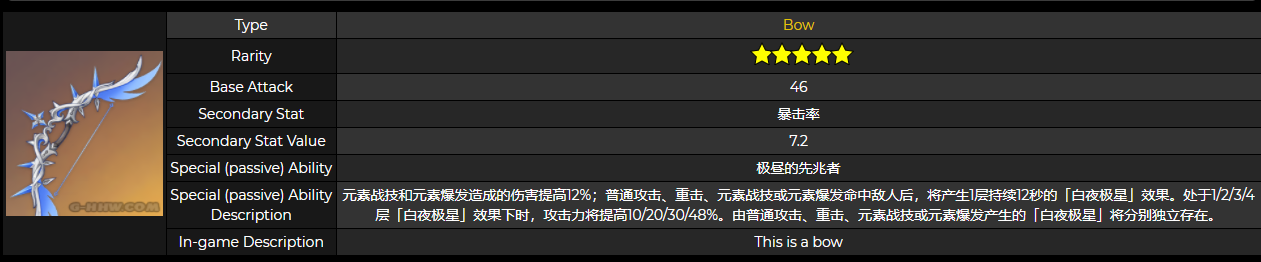 Type Bow
Rarity
Base Attack 46
Secondary Stat 暴击率
Secondary Stat Value 7.2
Special (passive) Ability 极昼的先兆者
Special (passive) Ability
Description
元素战技和元素爆发造成的伤害提高12%；普通攻击、重击、元素战技或元素爆发命中敌人后，将产生1层持续12秒的「白夜极星」效果。处于1/2/3/4
层「白夜极星」效果下时，攻击力将提高10/20/30/48%。由普通攻击、重击、元素战技或元素爆发产生的「白夜极星」将分别独立存在。
In-game Description This is a bow
G-HHW.COM